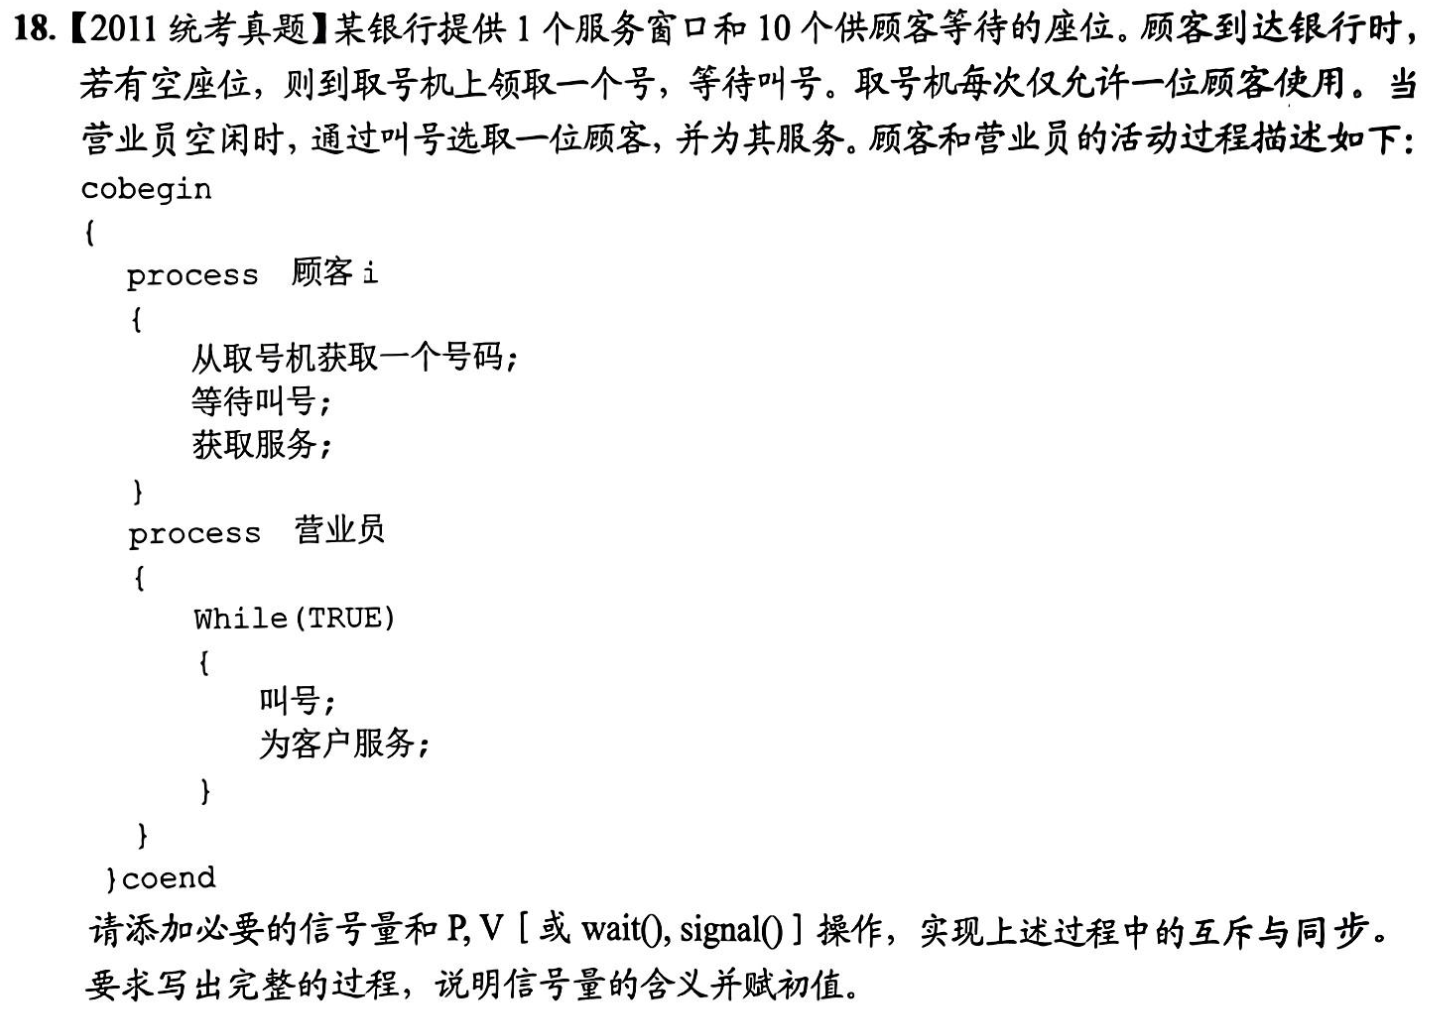 18.【2011 统考真题】某银行提供 1 个服务窗口和 10 个供顾客等待的座位。顾客到达银行时，
若有空座位，则到取号机上领取一个号，等待叫号。取号机每次仅允许一位顾客使用。当
营业员空闲时，通过叫号选取一位顾客，并为其服务。顾客和营业员的活动过程描述如下：
cobegin
{
process 顾客 i
{
从取号机获取一个号码；
等待叫号；
获取服务；
}
process 营业员
{
While(TRUE)
{
叫号；
为客户服务；
}
}
}coend
请添加必要的信号量和 P, V [ 或 wait(), signal() ] 操作，实现上述过程中的互斥与同步。
要求写出完整的过程，说明信号量的含义并赋初值。